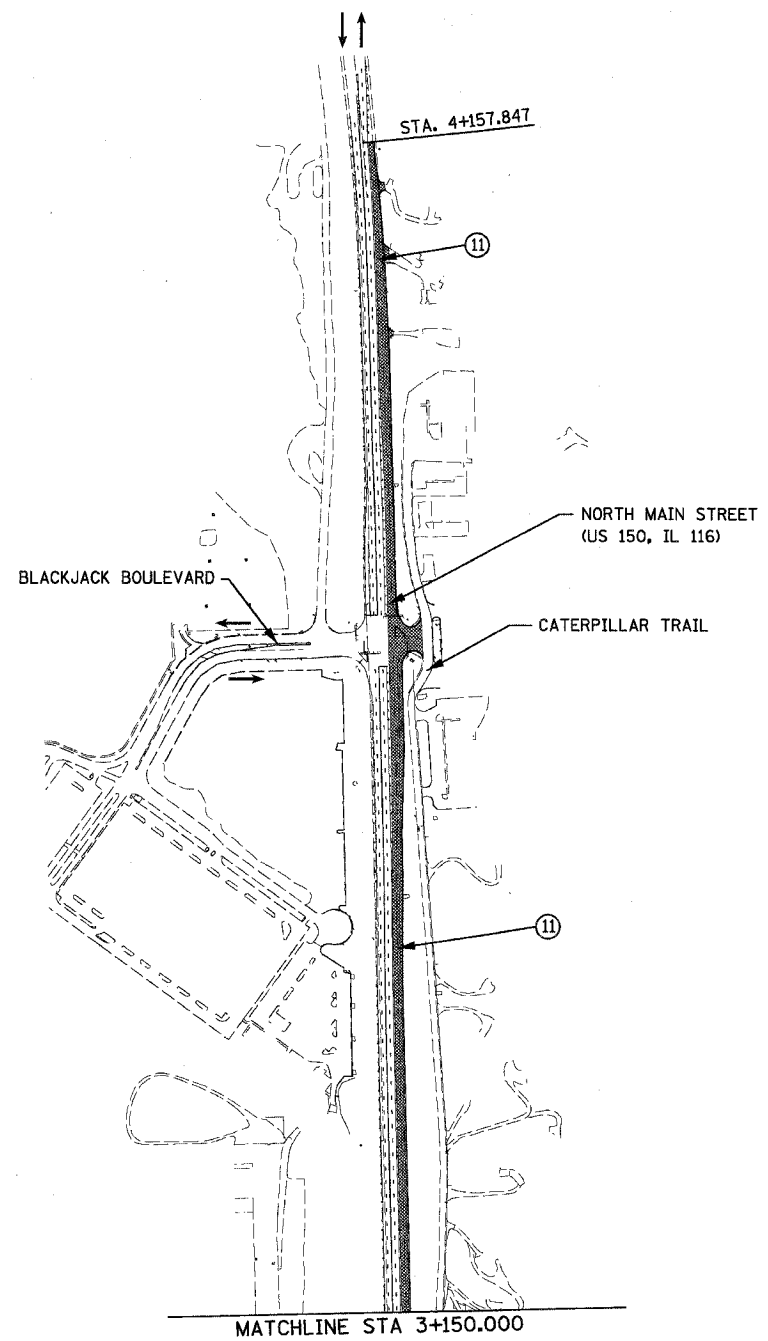 STA. 4+157.847
11
NORTH MAIN STREET
(US 150, IL 116)
BLACKJACK BOULEVARD
CATERPILLAR TRAIL
11
MATCHLINE STA 3+150.000